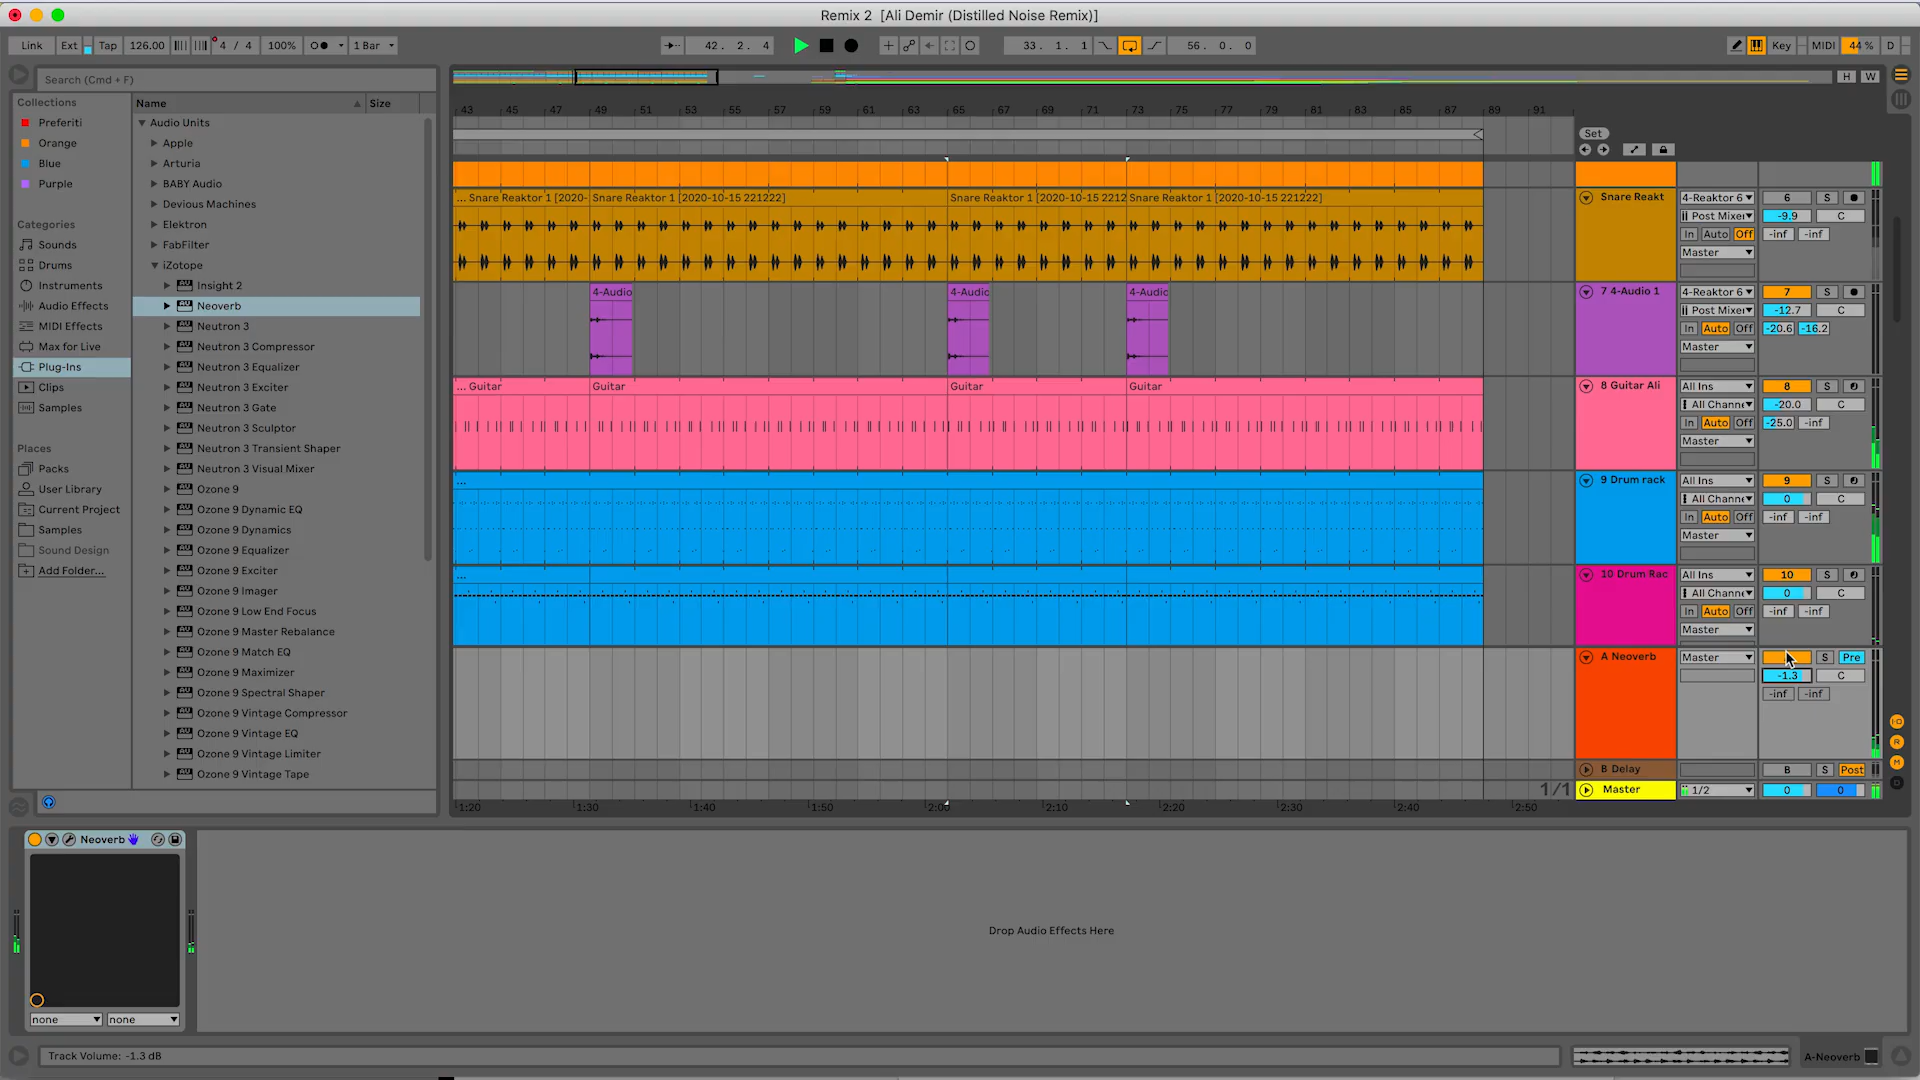 Remix 2 [Ali Demir (Distilled Noise Remix)]
Link Ext Tap 126.00 4 / 4 100% 1 Bar 42. 2. 4 33. 1. 1 56. 0. 0 Key MIDI 44 % D
Search (Cmd + F)
H W
Collections
Preferiti
Orange
Blue
Purple
Categories
Sounds
Drums
Instruments
Audio Effects
MIDI Effects
Max for Live
Plug-Ins
Clips
Samples
Places
Packs
User Library
Current Project
Samples
Sound Design
Add Folder...
Name Size
Audio Units
Apple
Arturia
BABY Audio
Devious Machines
Elektron
FabFilter
iZotope
Insight 2
Neoverb
Neutron 3
Neutron 3 Compressor
Neutron 3 Equalizer
Neutron 3 Exciter
Neutron 3 Gate
Neutron 3 Sculptor
Neutron 3 Transient Shaper
Neutron 3 Visual Mixer
Ozone 9
Ozone 9 Dynamic EQ
Ozone 9 Dynamics
Ozone 9 Equalizer
Ozone 9 Exciter
Ozone 9 Imager
Ozone 9 Low End Focus
Ozone 9 Master Rebalance
Ozone 9 Match EQ
Ozone 9 Maximizer
Ozone 9 Spectral Shaper
Ozone 9 Vintage Compressor
Ozone 9 Vintage EQ
Ozone 9 Vintage Limiter
Ozone 9 Vintage Tape
43 45 47 49 51 53 55 57 59 61 63 65 67 69 71 73 75 77 79 81 83 85 87 89 91
Set
... Snare Reaktor 1 [2020- Snare Reaktor 1 [2020-10-15 221222] Snare Reaktor 1 [2020-10-15 2212 Snare Reaktor 1 [2020-10-15 221222]
Snare Reakt 4-Reaktor 6 6 S
Post Mixer -9.9 C
In Auto Off -inf -inf
Master
4-Audio 4-Audic 4-Audic
7 4-Audio 1 4-Reaktor 6 7 S
Post Mixer -12.7 C
In Auto Off -20.6 -16.2
Master
... Guitar Guitar Guitar Guitar
8 Guitar Ali All Ins 8 S
All Channe -20.0 C
In Auto Off -25.0 -inf
Master
...
9 Drum rack All Ins 9 S
All Channe 0 C
In Auto Off -inf -inf
Master
...
10 Drum Rac All Ins 10 S
All Channe 0 C
In Auto Off -inf -inf
Master
A Neoverb Master S Pre
-1.3 C
-inf -inf
B Delay B S Post
1/1
Master 1/2 0 0
1:20 1:30 1:40 1:50 2:00 2:10 2:20 2:30 2:40 2:50
I·O
R
M
D
Neoverb
none none
Drop Audio Effects Here
Track Volume: -1.3 dB
A-Neoverb